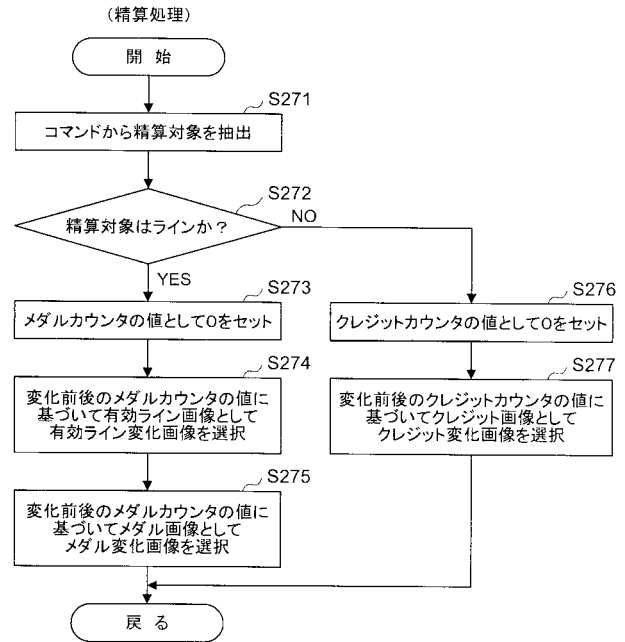 (精算処理)
開 始
S271
コマンドから精算対象を抽出
S272
精算対象はラインか?
NO
YES
S273
メダルカウンタの値として0をセット
S274
変化前後のメダルカウンタの値に
基づいて有効ライン画像として
有効ライン変化画像を選択
S275
変化前後のメダルカウンタの値に
基づいてメダル画像として
メダル変化画像を選択
S276
クレジットカウンタの値として0をセット
S277
変化前後のクレジットカウンタの値に
基づいてクレジット画像として
クレジット変化画像を選択
戻 る